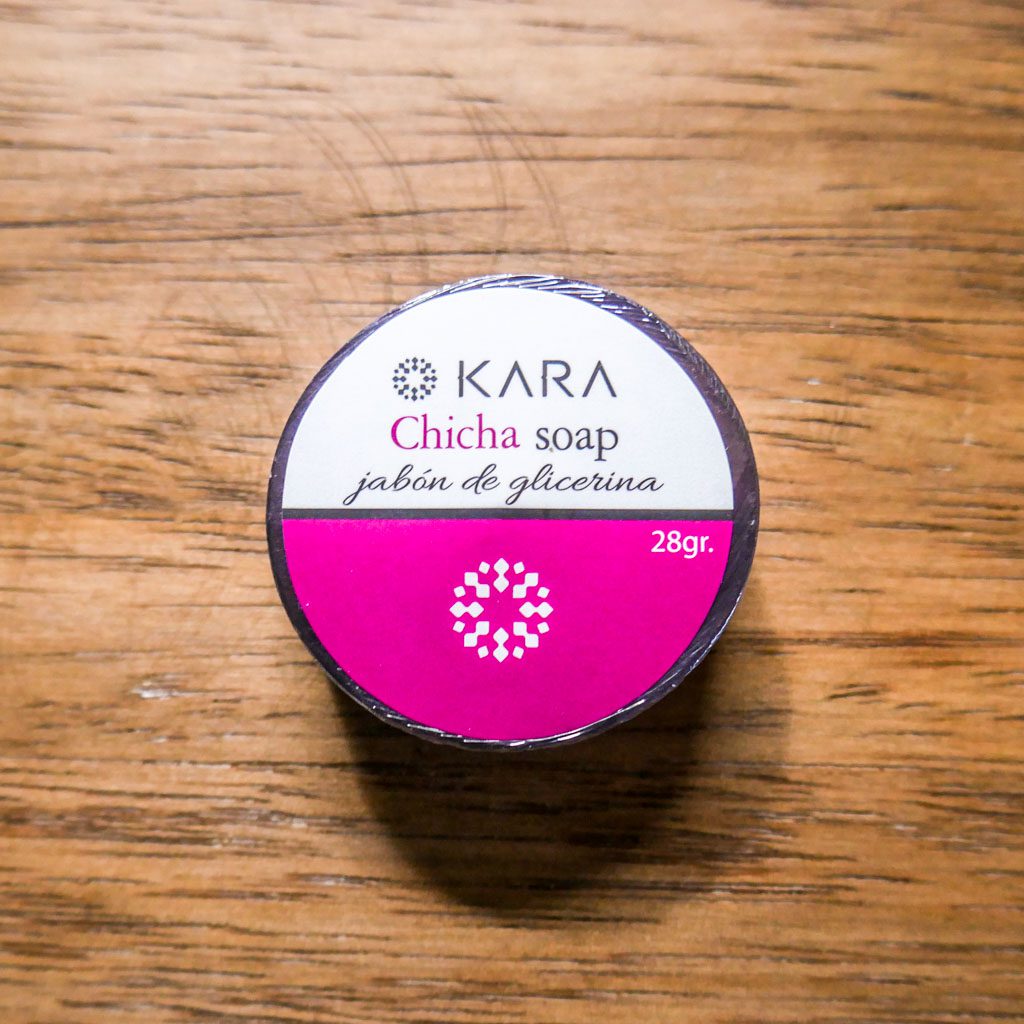 KARA
Chicha soap
jabón de glicerina
28gr.